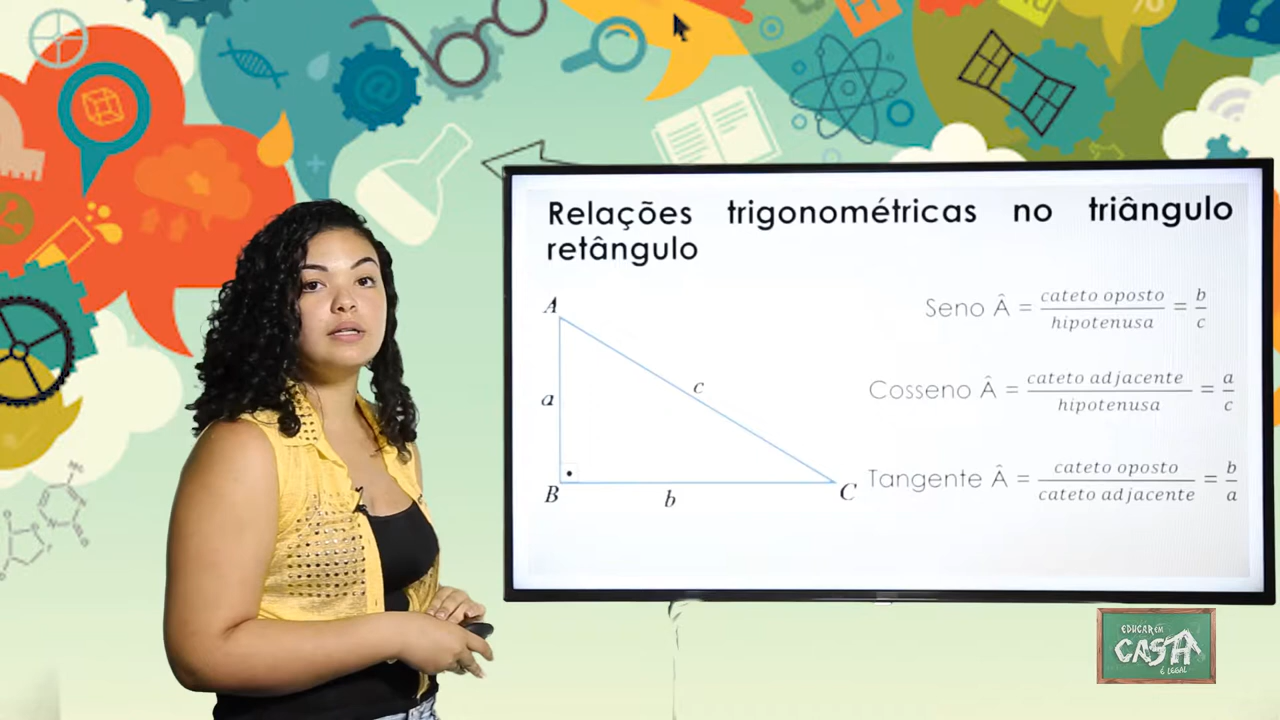 Relações trigonométricas no triângulo
retângulo
A
a
c
B
b
C
Seno Â = cateto oposto / hipotenusa = b / c
Cosseno Â = cateto adjacente / hipotenusa = a / c
Tangente Â = cateto oposto / cateto adjacente = b / a
EDUCAR EM
CASA
É LEGAL